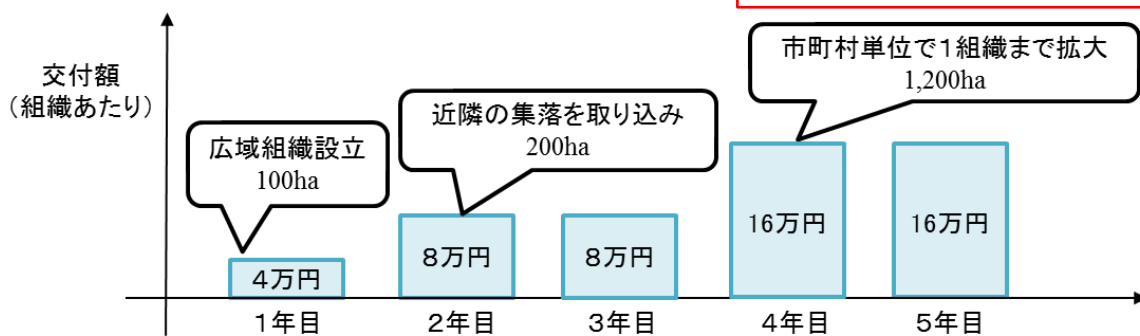 交付額
（組織あたり）
広域組織設立
100ha
近隣の集落を取り込み
200ha
市町村単位で１組織まで拡大
1,200ha
４万円
８万円
８万円
16万円
16万円
１年目
２年目
３年目
４年目
５年目